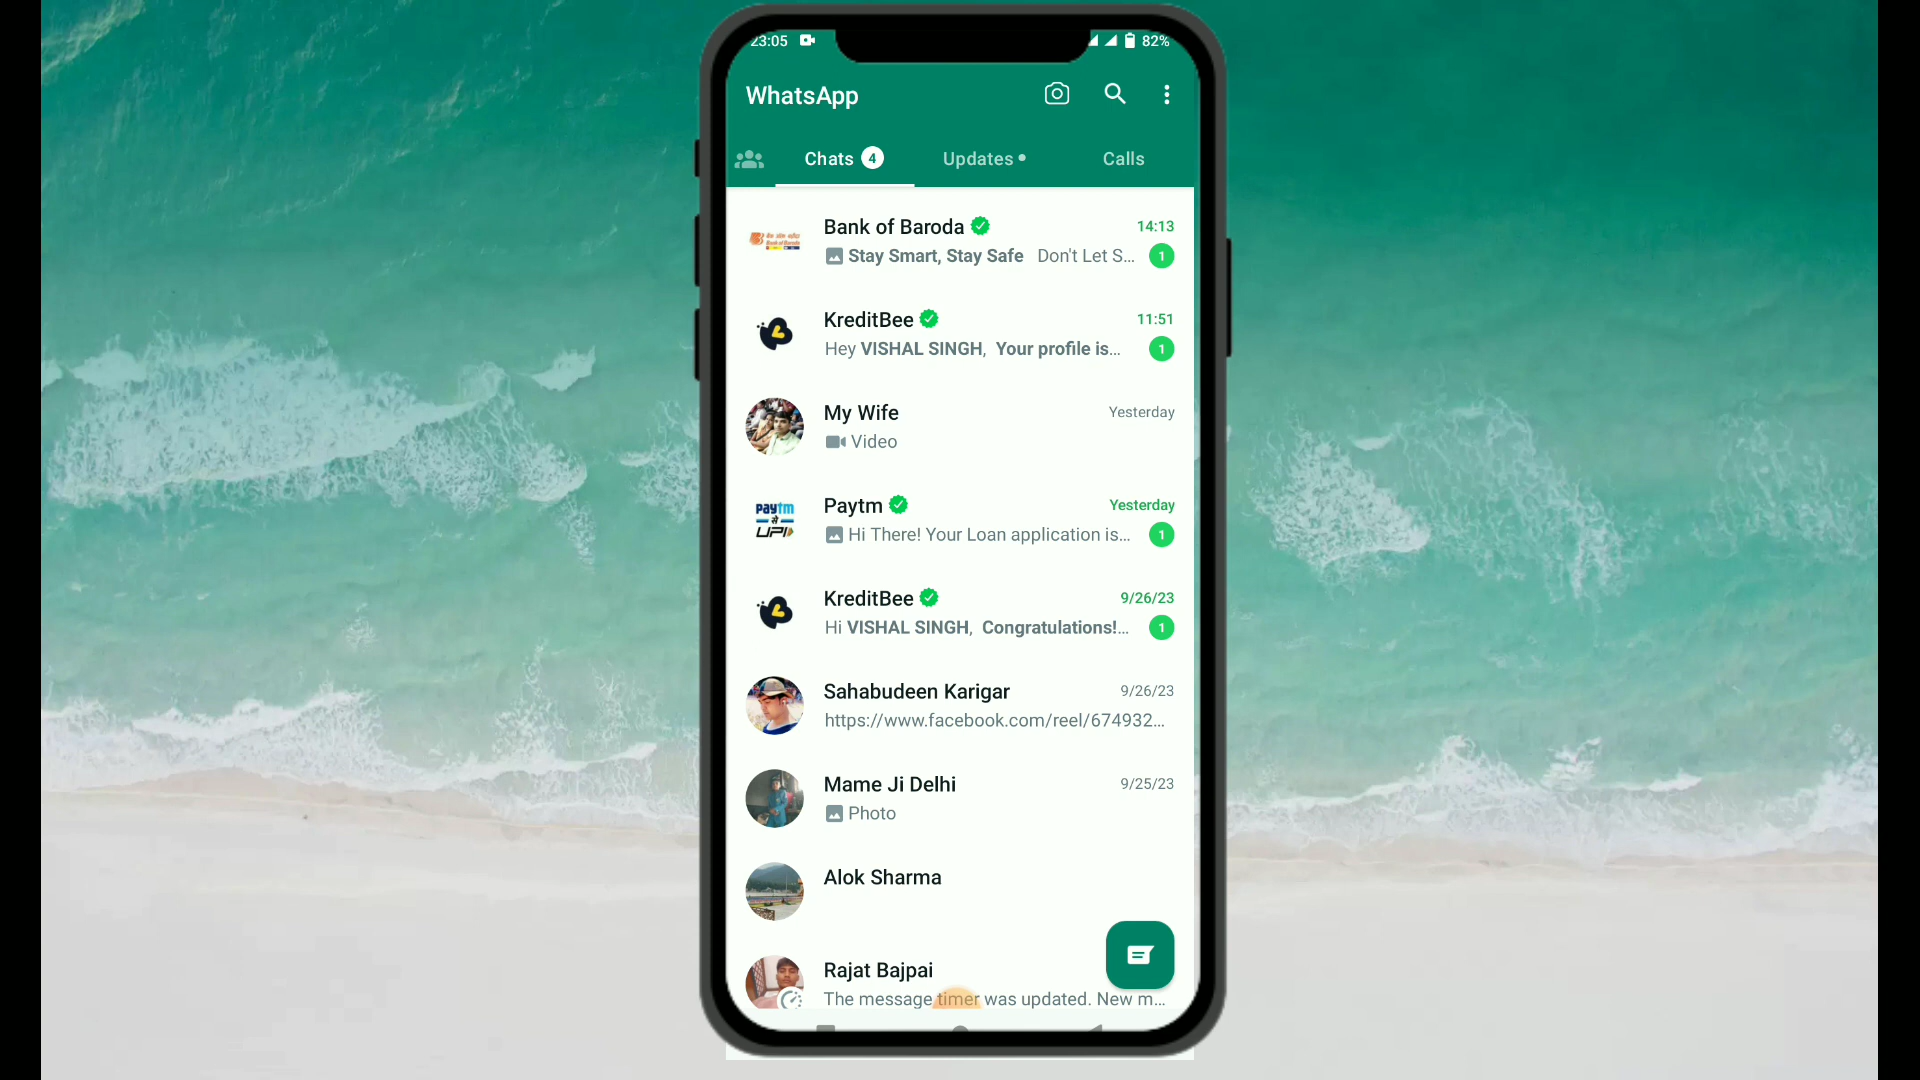 23:05 82%
WhatsApp
Chats 4 Updates Calls
Bank of Baroda 14:13
Stay Smart, Stay Safe Don't Let S... 1
KreditBee 11:51
Hey VISHAL SINGH, Your profile is... 1
My Wife Yesterday
Video
paytm से UPI
Paytm Yesterday
Hi There! Your Loan application is... 1
KreditBee 9/26/23
Hi VISHAL SINGH, Congratulations!... 1
Sahabudeen Karigar 9/26/23
https://www.facebook.com/reel/674932...
Mame Ji Delhi 9/25/23
Photo
Alok Sharma
Rajat Bajpai
The message timer was updated. New m...